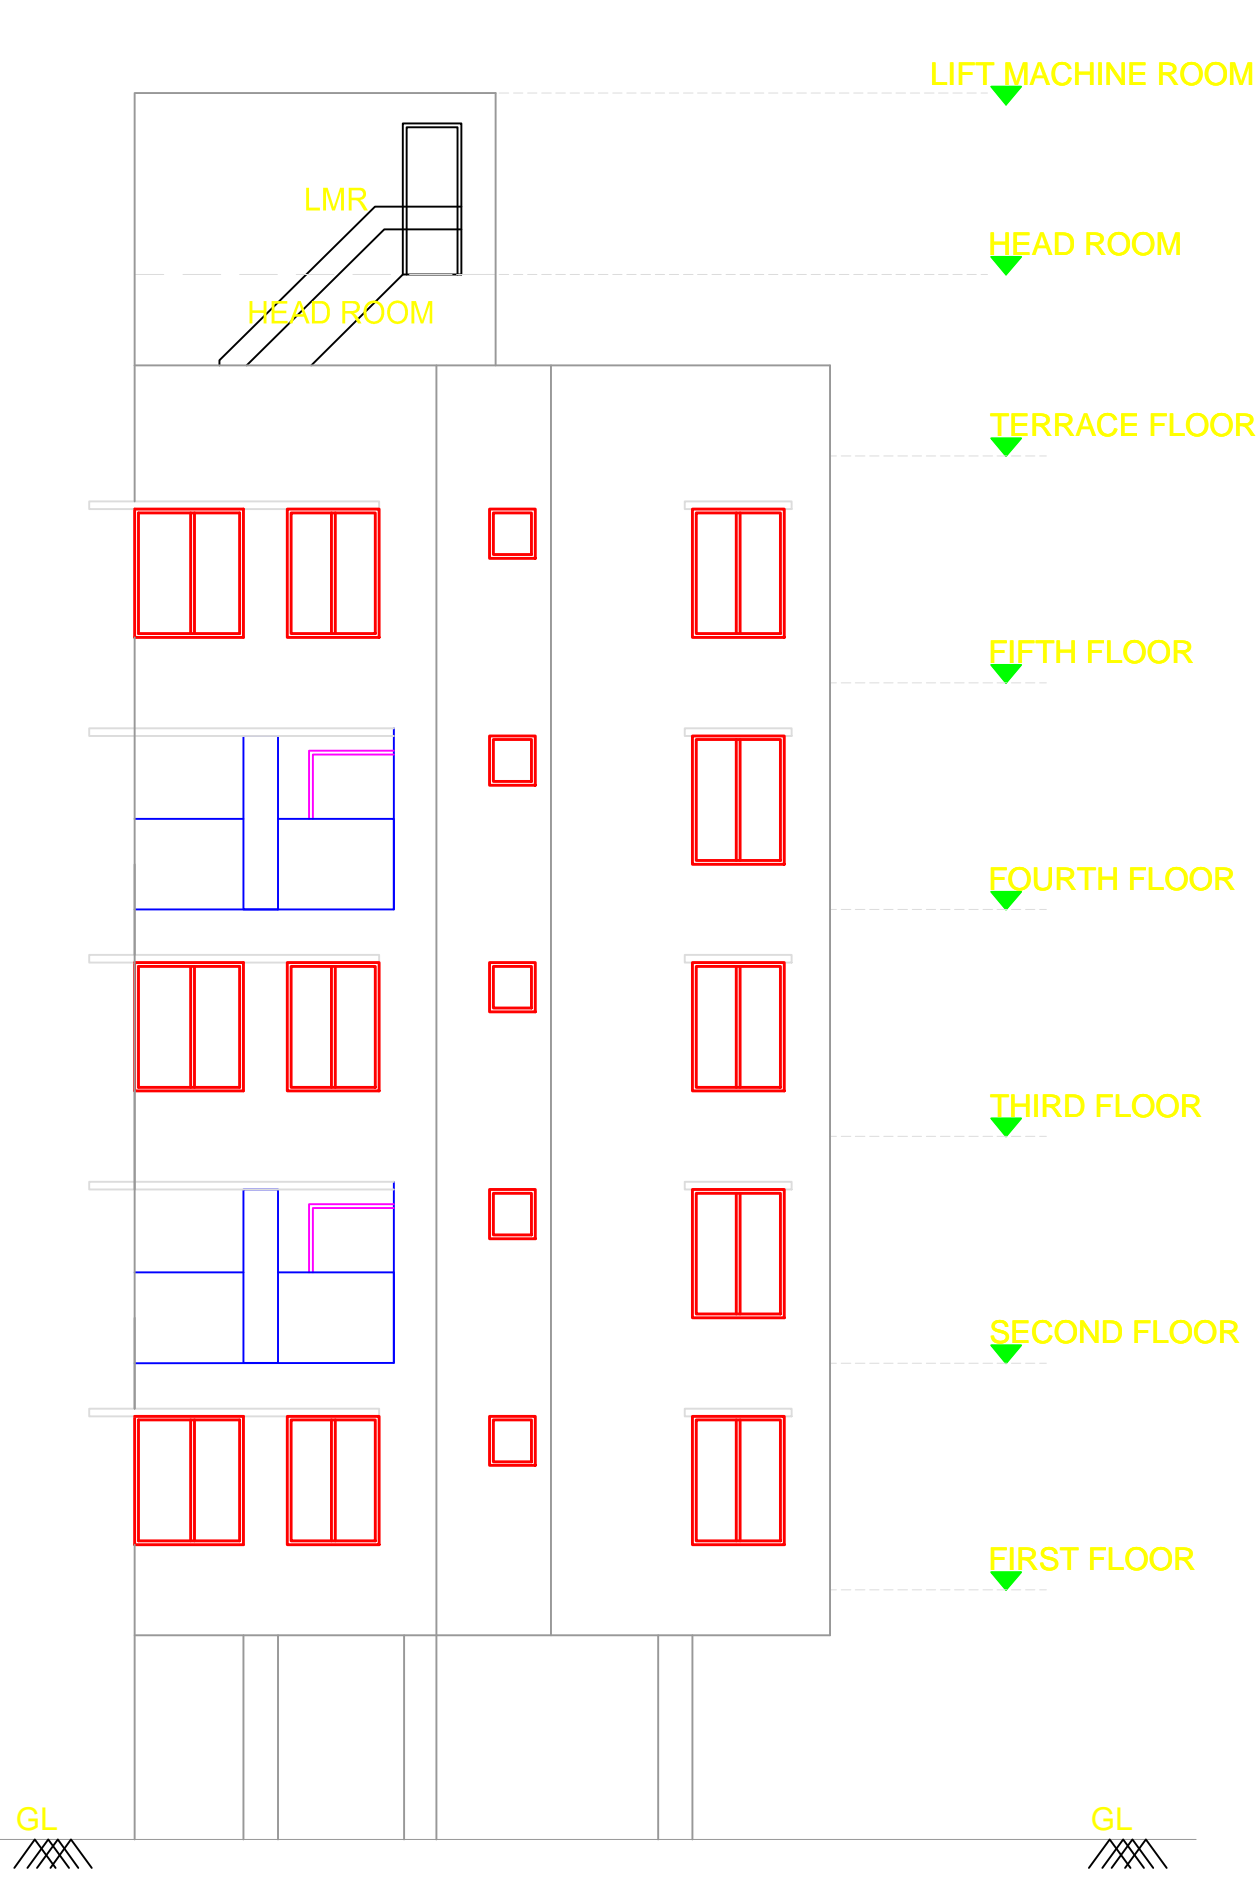 LIFT MACHINE ROOM
LMR
HEAD ROOM
HEAD ROOM
TERRACE FLOOR
FIFTH FLOOR
FOURTH FLOOR
THIRD FLOOR
SECOND FLOOR
FIRST FLOOR
GL
GL